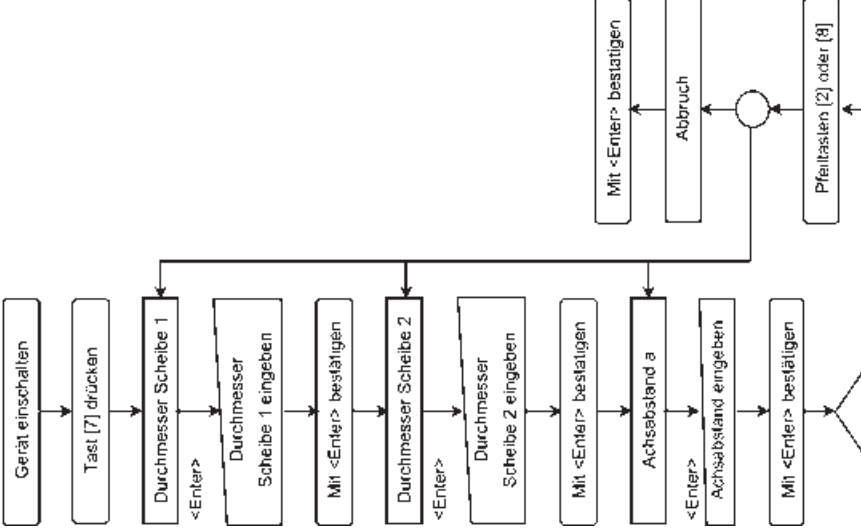 Gerät einschalten
Tast [7] drücken
Durchmesser Scheibe 1
<Enter>
Durchmesser
Scheibe 1 eingeben
Mit <Enter> bestätigen
Durchmesser Scheibe 2
<Enter>
Durchmesser
Scheibe 2 eingeben
Mit <Enter> bestatigen
Achsabstand a
<Enter>
Achsabstand eingeben
Mit <Enter> bestätigen
Mit <Enter> bestatigen
Abbruch
Pfeiltasten [2] oder [8]